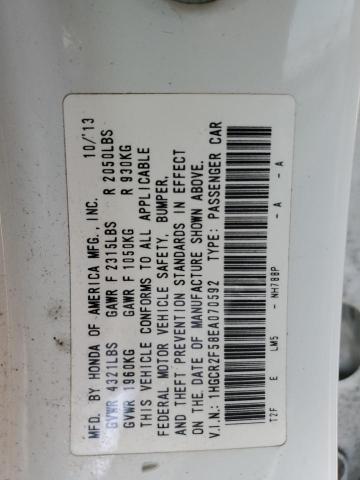 MFD. BY HONDA OF AMERICA MFG., INC. 10/'13
GVWR 4321LBS GAWR F 2315LBS R 2050LBS
GVWR 1960KG GAWR F 1050KG R 930KG
THIS VEHICLE CONFORMS TO ALL APPLICABLE
FEDERAL MOTOR VEHICLE SAFETY, BUMPER,
AND THEFT PREVENTION STANDARDS IN EFFECT
ON THE DATE OF MANUFACTURE SHOWN ABOVE.
V.I.N.: 1HGCR2F58EA070592 TYPE: PASSENGER CAR
T2F E LM5 - NH788P - A - A